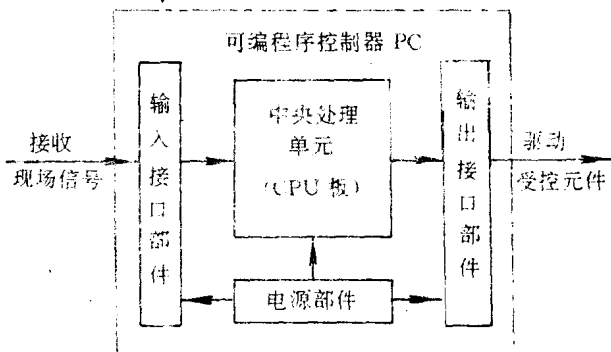 可编程序控制器 PC
接收
现场信号
输入接口部件
中央处理
单元
(CPU 板)
输出接口部件
驱动
受控元件
电源部件